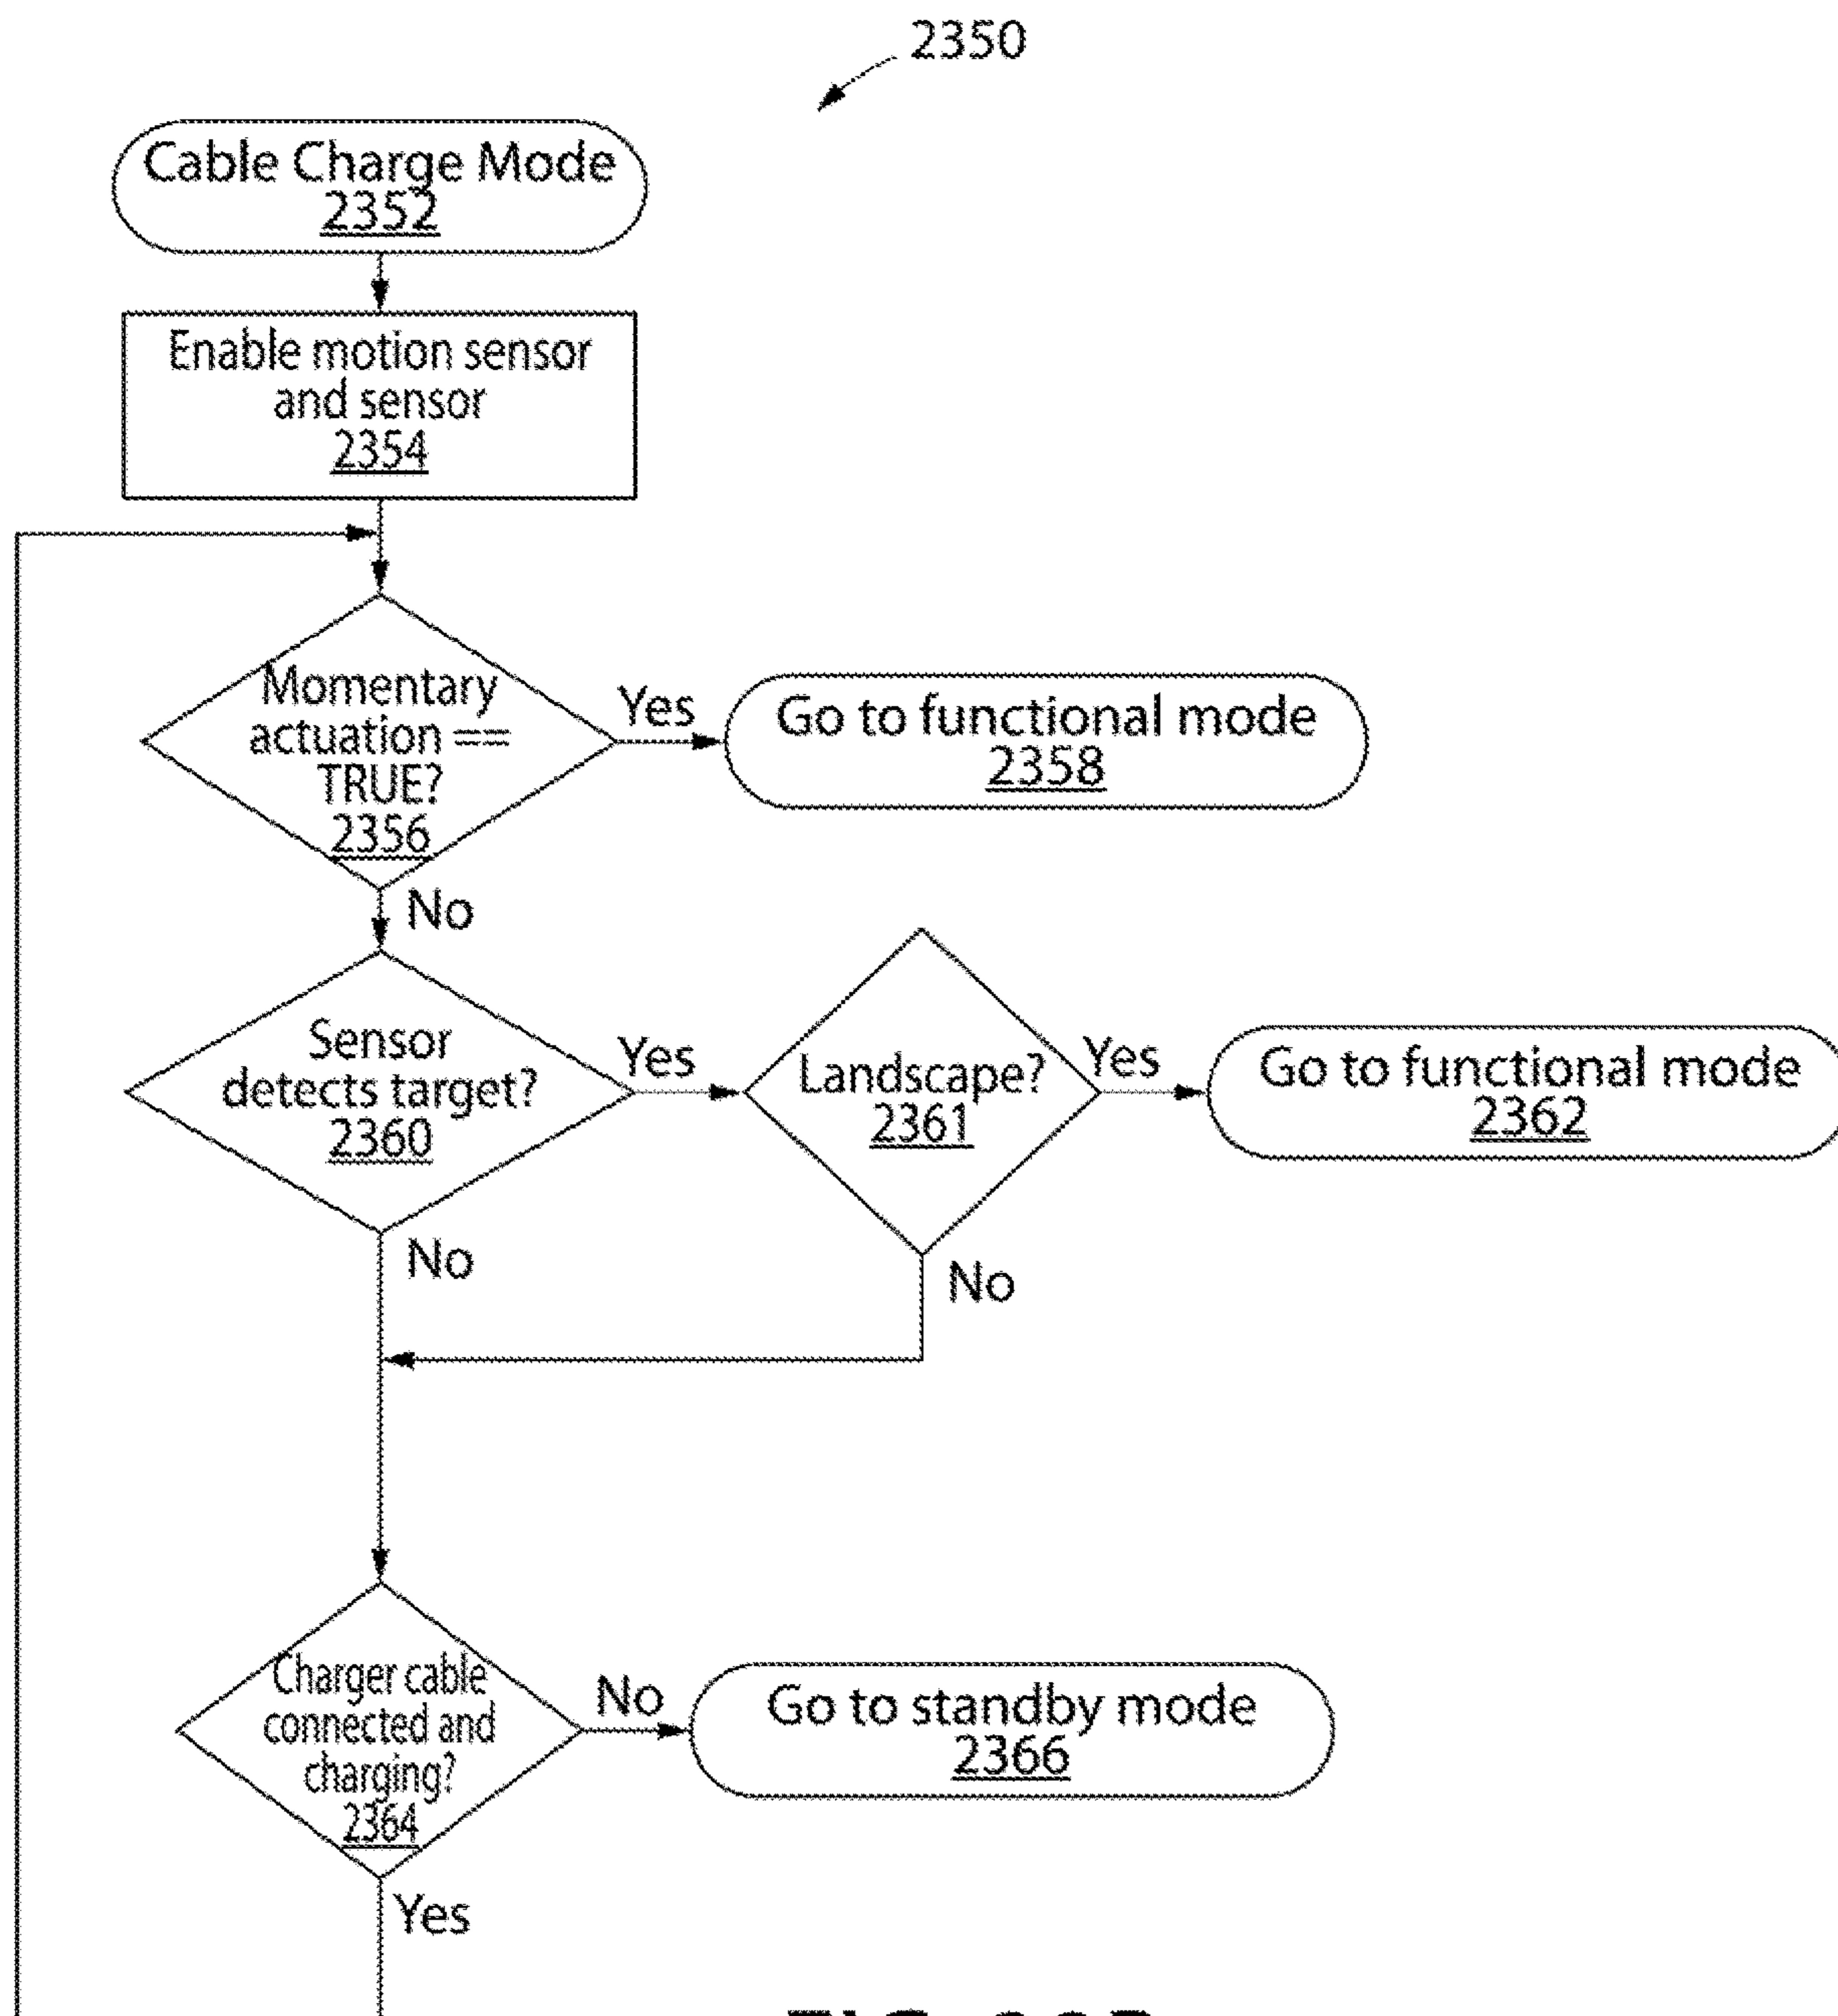 2350
Cable Charge Mode
2352
Enable motion sensor
and sensor
2354
Momentary
actuation ==
TRUE?
2356
Yes
Go to functional mode
2358
No
Sensor
detects target?
2360
Yes
Landscape?
2361
Yes
Go to functional mode
2362
No
No
Charger cable
connected and
charging?
2364
No
Go to standby mode
2366
Yes